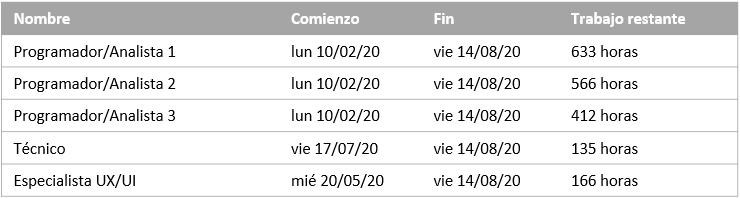 Nombre Comienzo Fin Trabajo restante
Programador/Analista 1 lun 10/02/20 vie 14/08/20 633 horas
Programador/Analista 2 lun 10/02/20 vie 14/08/20 566 horas
Programador/Analista 3 lun 10/02/20 vie 14/08/20 412 horas
Técnico vie 17/07/20 vie 14/08/20 135 horas
Especialista UX/UI mié 20/05/20 vie 14/08/20 166 horas